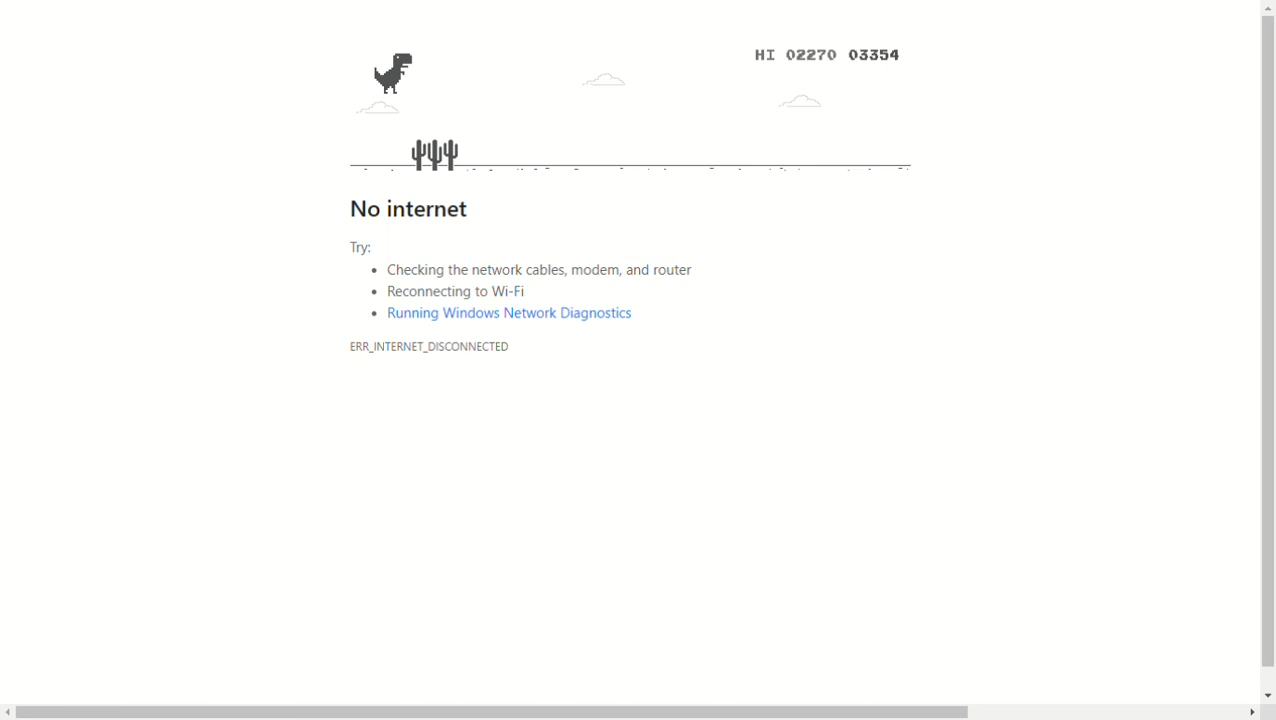 HI 02270 03354
No internet
Try:
Checking the network cables, modem, and router
Reconnecting to Wi-Fi
Running Windows Network Diagnostics
ERR_INTERNET_DISCONNECTED